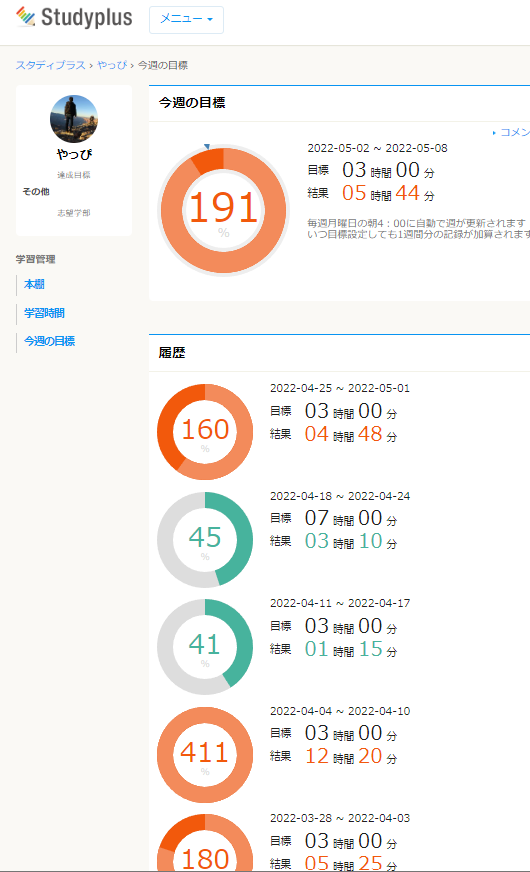 Studyplus
メニュー
スタディプラス › やっぴ › 今週の目標
やっぴ
達成目標
その他
志望学部
学習管理
本棚
学習時間
今週の目標
今週の目標
コメン
191
%
2022-05-02 ~ 2022-05-08
目標 03 時間 00 分
結果 05 時間 44 分
毎週月曜日の朝4：00に自動で週が更新されます
いつ目標設定しても1週間分の記録が加算されます
履歴
160
%
2022-04-25 ~ 2022-05-01
目標 03 時間 00 分
結果 04 時間 48 分
45
%
2022-04-18 ~ 2022-04-24
目標 07 時間 00 分
結果 03 時間 10 分
41
%
2022-04-11 ~ 2022-04-17
目標 03 時間 00 分
結果 01 時間 15 分
411
%
2022-04-04 ~ 2022-04-10
目標 03 時間 00 分
結果 12 時間 20 分
180
2022-03-28 ~ 2022-04-03
目標 03 時間 00 分
結果 05 時間 25 分